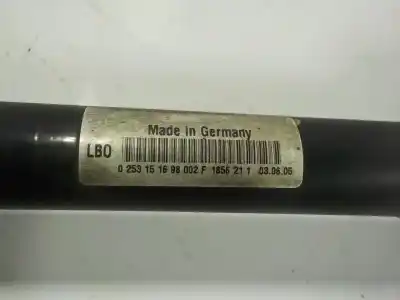 Made in Germany
LBO
0 253 15 16 98 002 F 1856 21 1 03.06.05